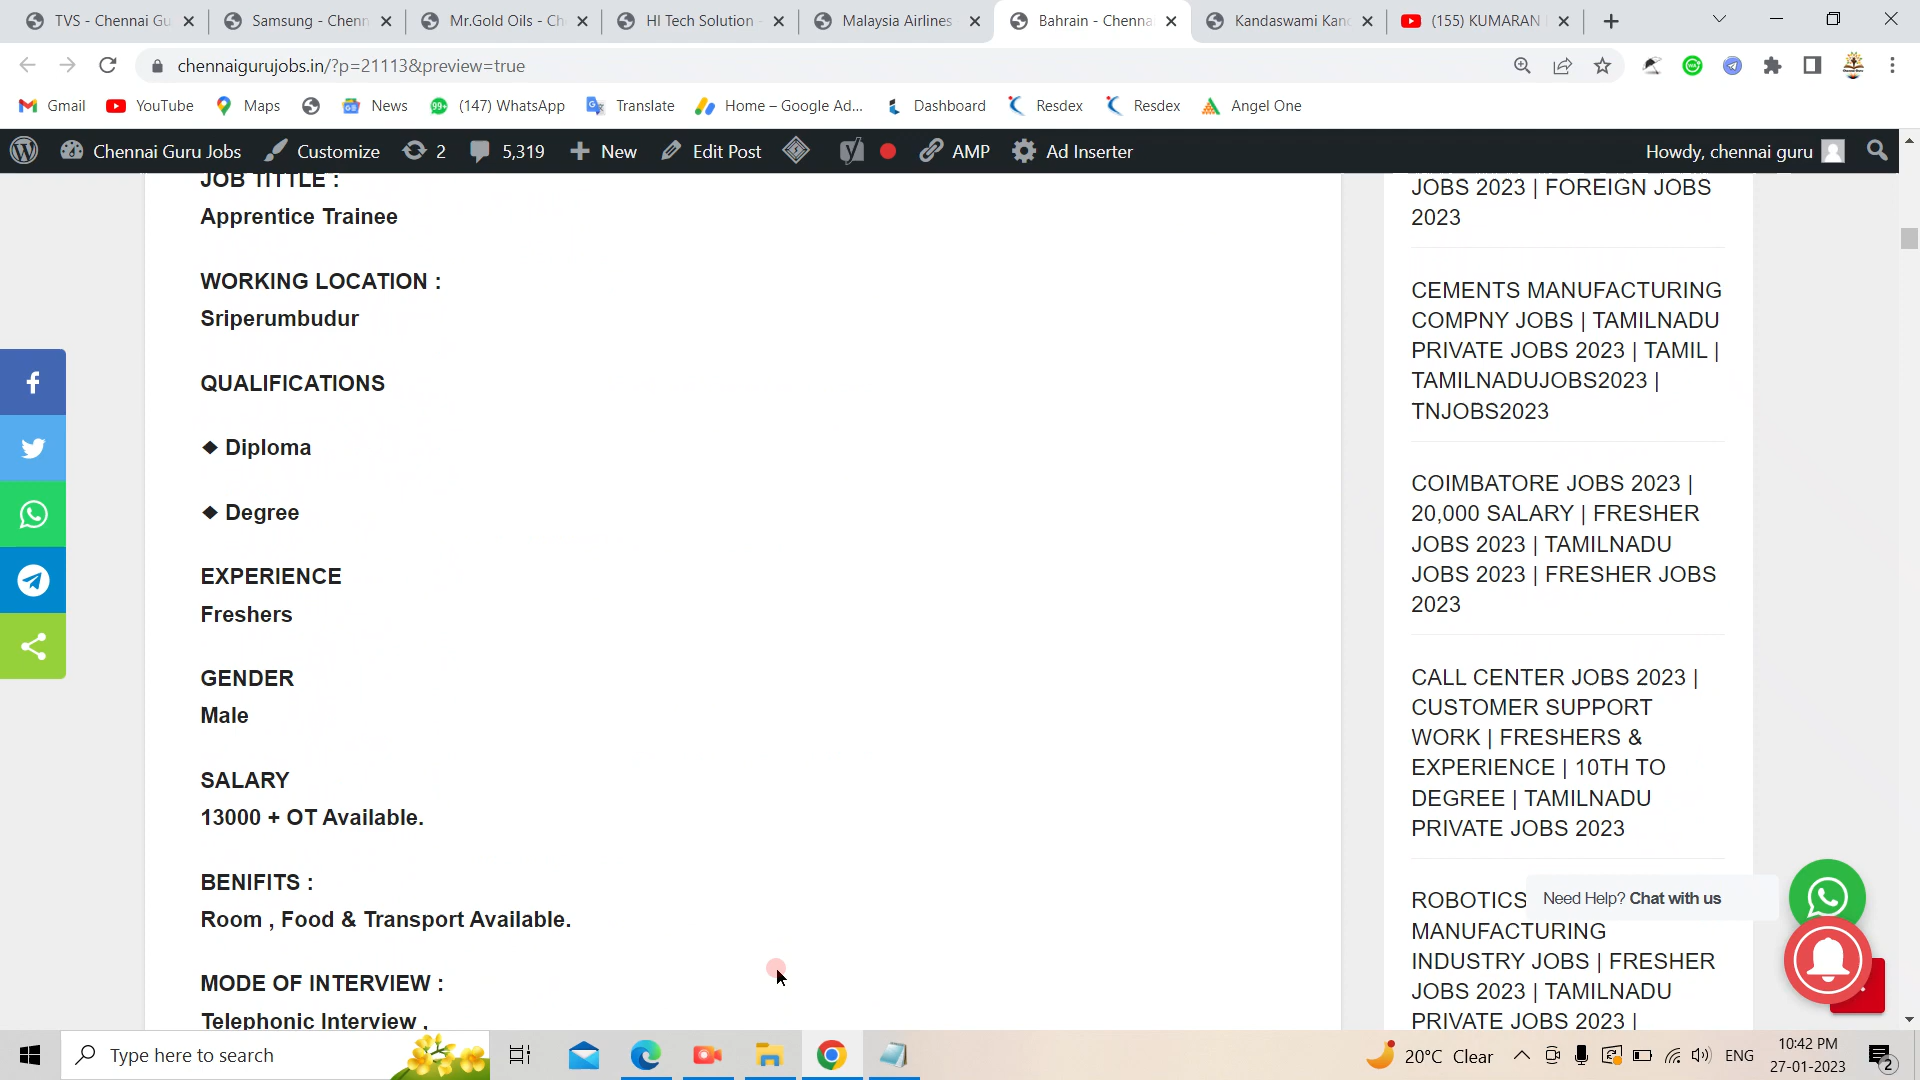 TVS - Chennai Gu
Samsung - Chenn
Mr.Gold Oils - Ch
HI Tech Solution -
Malaysia Airlines
Bahrain - Chennai
Kandaswami Kanc
(155) KUMARAN
chennaigurujobs.in/?p=21113&preview=true
Gmail
YouTube
Maps
News
99+
(147) WhatsApp
Translate
Home – Google Ad...
Dashboard
Resdex
Resdex
Angel One
Chennai Guru Jobs
Customize
2
5,319
New
Edit Post
AMP
Ad Inserter
Howdy, chennai guru
JOB TITTLE :
Apprentice Trainee
WORKING LOCATION :
Sriperumbudur
QUALIFICATIONS
◆ Diploma
◆ Degree
EXPERIENCE
Freshers
GENDER
Male
SALARY
13000 + OT Available.
BENIFITS :
Room , Food & Transport Available.
MODE OF INTERVIEW :
Telephonic Interview ,
JOBS 2023 | FOREIGN JOBS
2023
CEMENTS MANUFACTURING
COMPNY JOBS | TAMILNADU
PRIVATE JOBS 2023 | TAMIL |
TAMILNADUJOBS2023 |
TNJOBS2023
COIMBATORE JOBS 2023 |
20,000 SALARY | FRESHER
JOBS 2023 | TAMILNADU
JOBS 2023 | FRESHER JOBS
2023
CALL CENTER JOBS 2023 |
CUSTOMER SUPPORT
WORK | FRESHERS &
EXPERIENCE | 10TH TO
DEGREE | TAMILNADU
PRIVATE JOBS 2023
ROBOTICS
MANUFACTURING
INDUSTRY JOBS | FRESHER
JOBS 2023 | TAMILNADU
PRIVATE JOBS 2023 |
Need Help? Chat with us
Type here to search
20°C Clear
ENG
10:42 PM
27-01-2023
2